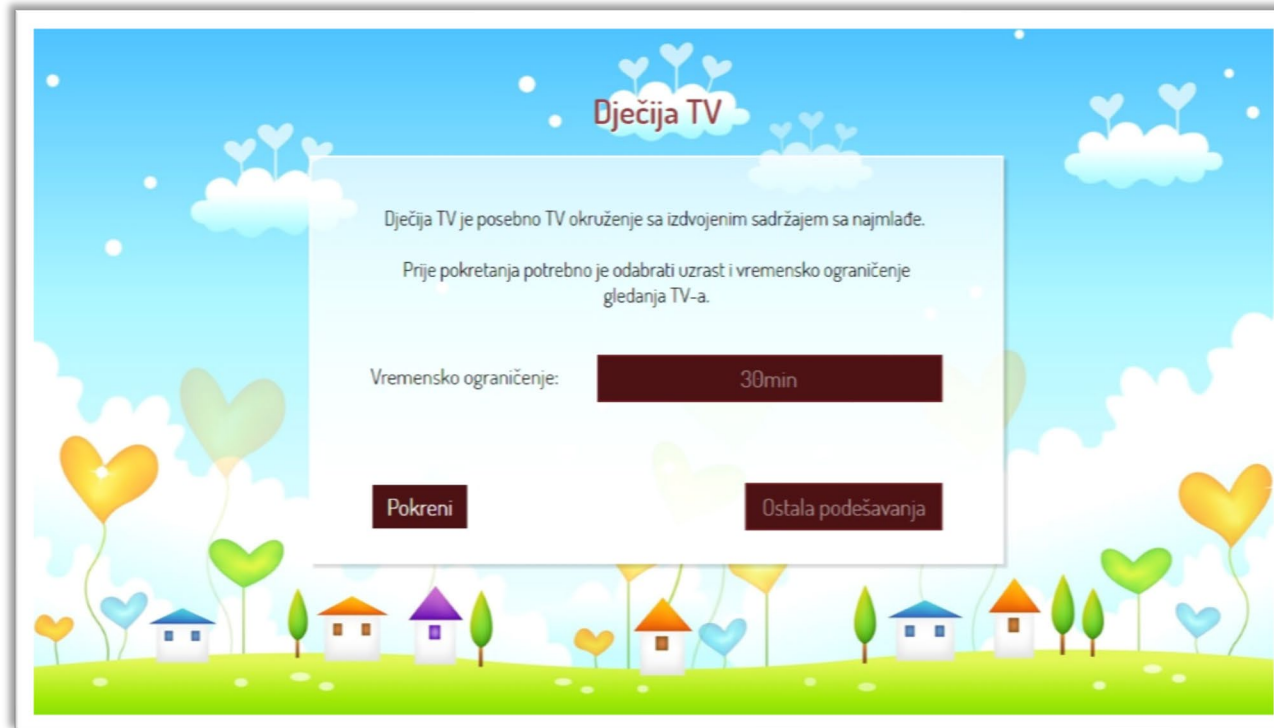 Dječija TV
Dječija TV je posebno TV okruženje sa izdvojenim sadržajem sa najmlađe.
Prije pokretanja potrebno je odabrati uzrast i vremensko ograničenje
gledanja TV-a.
Vremensko ograničenje:
30min
Pokreni
Ostala podešavanja